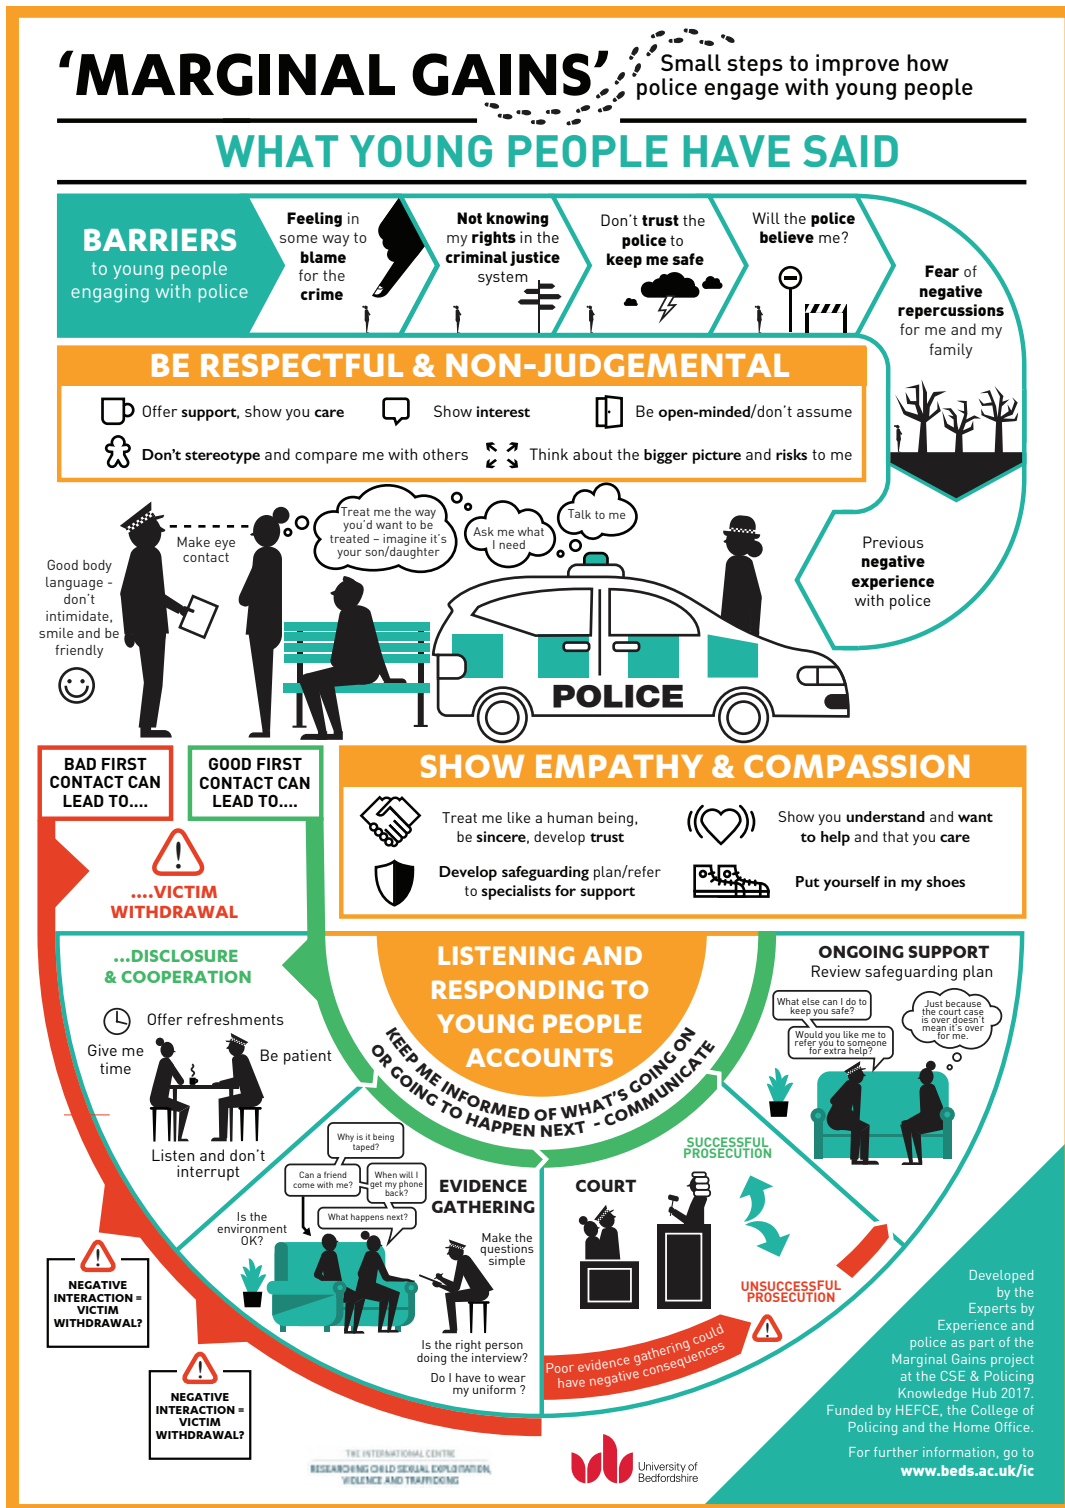 ‘MARGINAL GAINS’
Small steps to improve how
police engage with young people
WHAT YOUNG PEOPLE HAVE SAID
BARRIERS
to young people
engaging with police
Feeling in
some way to
blame
for the
crime
Not knowing
my rights in the
criminal justice
system
Don't trust the
police to
keep me safe
Will the police
believe me?
Fear of
negative
repercussions
for me and my
family
Previous
negative
experience
with police
BE RESPECTFUL & NON-JUDGEMENTAL
Offer support, show you care
Show interest
Be open-minded/don't assume
Don't stereotype and compare me with others
Think about the bigger picture and risks to me
Good body
language -
don't
intimidate,
smile and be
friendly
Make eye
contact
Treat me the way
you'd want to be
treated – imagine it's
your son/daughter
Ask me what
I need
Talk to me
POLICE
BAD FIRST
CONTACT CAN
LEAD TO....
GOOD FIRST
CONTACT CAN
LEAD TO....
SHOW EMPATHY & COMPASSION
Treat me like a human being,
be sincere, develop trust
Show you understand and want
to help and that you care
Develop safeguarding plan/refer
to specialists for support
Put yourself in my shoes
!
....VICTIM
WITHDRAWAL
...DISCLOSURE
& COOPERATION
Offer refreshments
Give me
time
Be patient
Listen and don't
interrupt
LISTENING AND
RESPONDING TO
YOUNG PEOPLE
ACCOUNTS
KEEP ME INFORMED OF WHAT'S GOING ON
OR GOING TO HAPPEN NEXT - COMMUNICATE
ONGOING SUPPORT
Review safeguarding plan
What else can I do to
keep you safe?
Would you like me to
refer you to someone
for extra help?
Just because
the court case
is over doesn't
mean it's over
for me.
Why is it being
taped?
Can a friend
come with me?
When will I
get my phone
back?
What happens next?
Is the
environment
OK?
EVIDENCE
GATHERING
Make the
questions
simple
Is the right person
doing the interview?
Do I have to wear
my uniform ?
COURT
SUCCESSFUL
PROSECUTION
UNSUCCESSFUL
PROSECUTION
Poor evidence gathering could
have negative consequences
!
!
NEGATIVE
INTERACTION =
VICTIM
WITHDRAWAL?
!
NEGATIVE
INTERACTION =
VICTIM
WITHDRAWAL?
Developed
by the
Experts by
Experience and
police as part of the
Marginal Gains project
at the CSE & Policing
Knowledge Hub 2017.
Funded by HEFCE, the College of
Policing and the Home Office.
For further information, go to
www.beds.ac.uk/ic
THE INTERNATIONAL CENTRE
RESEARCHING CHILD SEXUAL EXPLOITATION,
VIOLENCE AND TRAFFICKING
University of
Bedfordshire